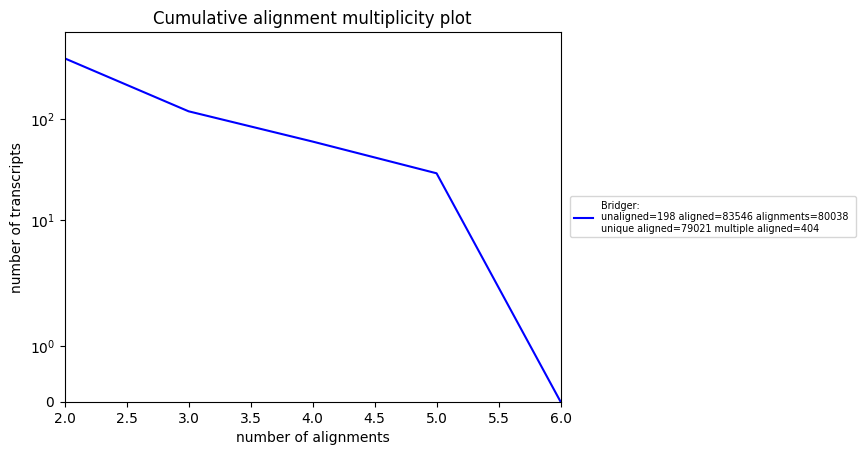 Cumulative alignment multiplicity plot
number of transcripts
10²
10¹
10⁰
0
2.0 2.5 3.0 3.5 4.0 4.5 5.0 5.5 6.0
number of alignments
Bridger:
unaligned=198 aligned=83546 alignments=80038
unique aligned=79021 multiple aligned=404